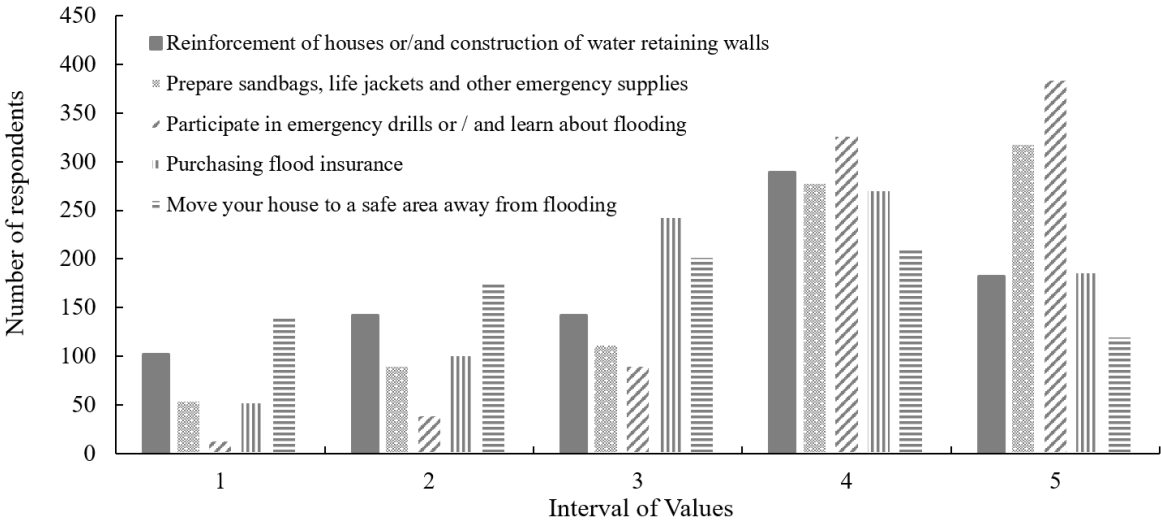 450
400
350
300
250
200
150
100
50
0
Number of respondents
Reinforcement of houses or/and construction of water retaining walls
Prepare sandbags, life jackets and other emergency supplies
Participate in emergency drills or / and learn about flooding
Purchasing flood insurance
Move your house to a safe area away from flooding
1 2 3 4 5
Interval of Values